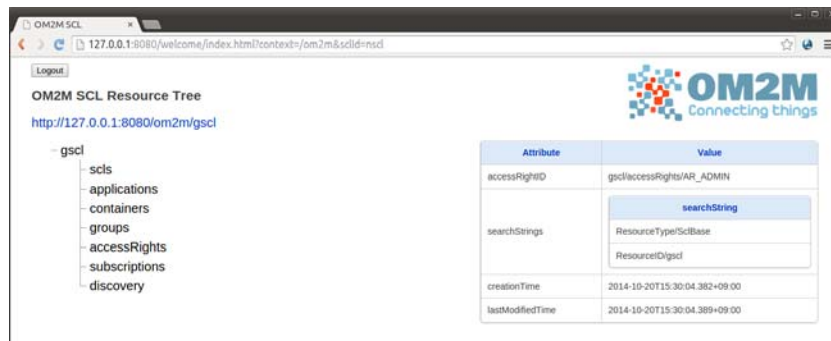 OM2M SCL
127.0.0.1:8080/welcome/index.html?context=/om2m&sclId=nscl
Logout
OM2M
Connecting things
OM2M SCL Resource Tree
http://127.0.0.1:8080/om2m/gscl
gscl
scls
applications
containers
groups
accessRights
subscriptions
discovery
Attribute Value
accessRightID gscl/accessRights/AR_ADMIN
searchStrings
searchString
ResourceType/SclBase
ResourceID/gscl
creationTime 2014-10-20T15:30:04.382+09:00
lastModifiedTime 2014-10-20T15:30:04.389+09:00